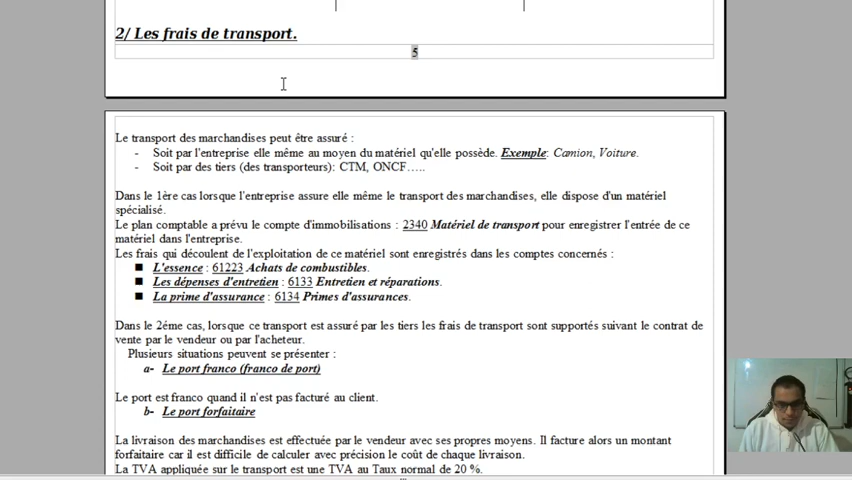 2/ Les frais de transport.
5
Le transport des marchandises peut être assuré :
- Soit par l'entreprise elle même au moyen du matériel qu'elle possède. Exemple: Camion, Voiture.
- Soit par des tiers (des transporteurs): CTM, ONCF…..
Dans le 1ère cas lorsque l'entreprise assure elle même le transport des marchandises, elle dispose d'un matériel
spécialisé.
Le plan comptable a prévu le compte d'immobilisations : 2340 Matériel de transport pour enregistrer l'entrée de ce
matériel dans l'entreprise.
Les frais qui découlent de l'exploitation de ce matériel sont enregistrés dans les comptes concernés :
■ L'essence : 61223 Achats de combustibles.
■ Les dépenses d'entretien : 6133 Entretien et réparations.
■ La prime d'assurance : 6134 Primes d'assurances.
Dans le 2éme cas, lorsque ce transport est assuré par les tiers les frais de transport sont supportés suivant le contrat de
vente par le vendeur ou par l'acheteur.
Plusieurs situations peuvent se présenter :
a- Le port franco (franco de port)
Le port est franco quand il n'est pas facturé au client.
b- Le port forfaitaire
La livraison des marchandises est effectuée par le vendeur avec ses propres moyens. Il facture alors un montant
forfaitaire car il est difficile de calculer avec précision le coût de chaque livraison.
La TVA appliquée sur le transport est une TVA au Taux normal de 20 %.